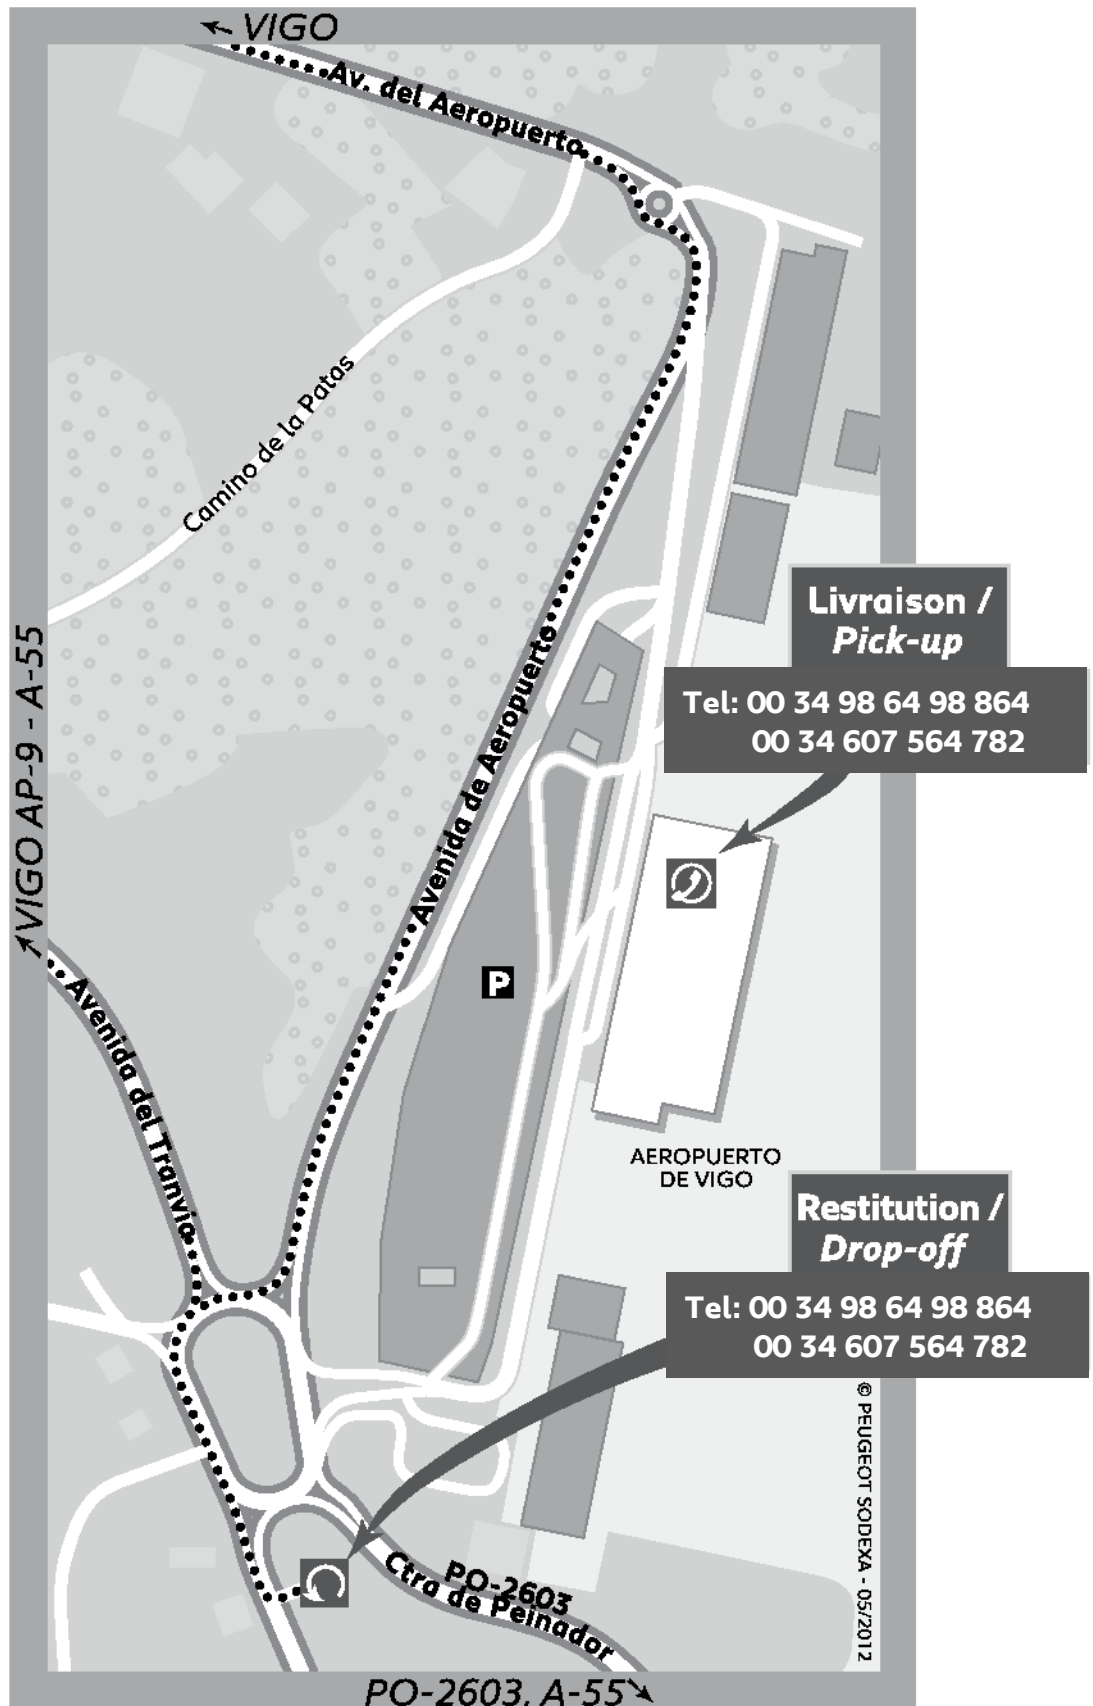 ← VIGO
Av. del Aeropuerto
Camino de la Patas
Livraison /
Pick-up
Tel: 00 34 98 64 98 864
00 34 607 564 782
VIGO AP-9 - A-55
Avenida de Aeropuerto
P
Avenida del Tranvia
AEROPUERTO
DE VIGO
Restitution /
Drop-off
Tel: 00 34 98 64 98 864
00 34 607 564 782
© PEUGEOT SODEXA - 05/2012
PO-2603
Ctra de Peinador
PO-2603, A-55